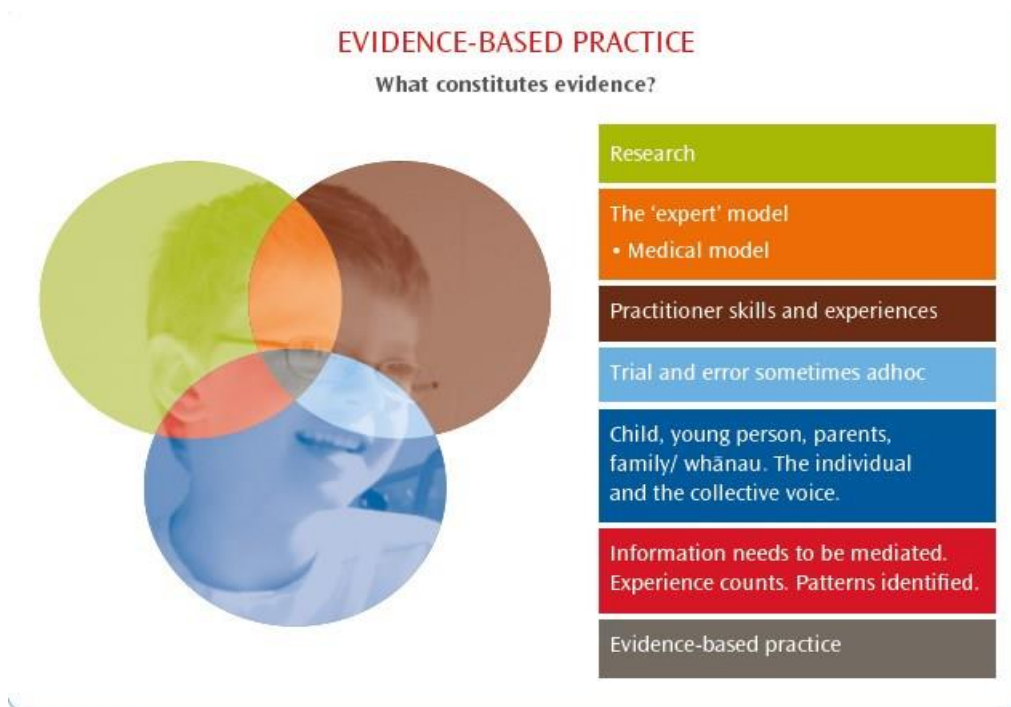 EVIDENCE-BASED PRACTICE
What constitutes evidence?
Research
The ‘expert’ model
• Medical model
Practitioner skills and experiences
Trial and error sometimes adhoc
Child, young person, parents,
family/ whānau. The individual
and the collective voice.
Information needs to be mediated.
Experience counts. Patterns identified.
Evidence-based practice